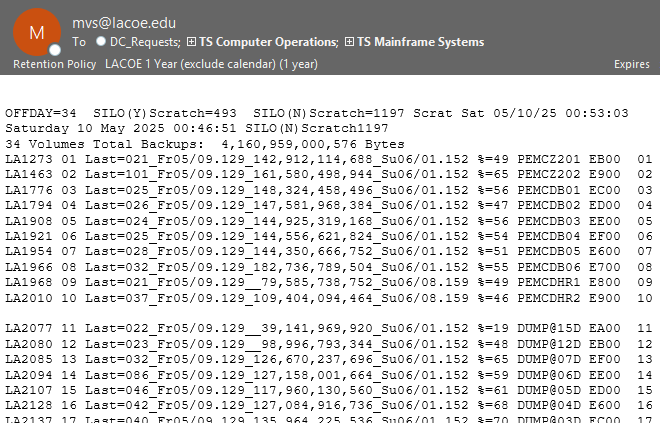 M
mvs@lacoe.edu
To DC_Requests; TS Computer Operations; TS Mainframe Systems
Retention Policy LACOE 1 Year (exclude calendar) (1 year) Expires
OFFDAY=34 SILO(Y)Scratch=493 SILO(N)Scratch=1197 Scrat Sat 05/10/25 00:53:03
Saturday 10 May 2025 00:46:51 SILO(N)Scratch1197
34 Volumes Total Backups: 4,160,959,000,576 Bytes
LA1273 01 Last=021_Fr05/09.129_142,912,114,688_Su06/01.152 %=49 PEMCZ201 EB00 01
LA1463 02 Last=101_Fr05/09.129_161,580,498,944_Su06/01.152 %=65 PEMCZ202 E900 02
LA1776 03 Last=025_Fr05/09.129_148,324,458,496_Su06/01.152 %=56 PEMCDB01 EC00 03
LA1794 04 Last=026_Fr05/09.129_147,581,968,384_Su06/01.152 %=47 PEMCDB02 ED00 04
LA1908 05 Last=024_Fr05/09.129_144,925,319,168_Su06/01.152 %=56 PEMCDB03 EE00 05
LA1921 06 Last=025_Fr05/09.129_144,556,621,824_Su06/01.152 %=54 PEMCDB04 EF00 06
LA1954 07 Last=028_Fr05/09.129_144,350,666,752_Su06/01.152 %=51 PEMCDB05 E600 07
LA1966 08 Last=032_Fr05/09.129_182,736,789,504_Su06/01.152 %=55 PEMCDB06 E700 08
LA1968 09 Last=021_Fr05/09.129__79,585,738,752_Su06/08.159 %=49 PEMCDHR1 E800 09
LA2010 10 Last=037_Fr05/09.129_109,404,094,464_Su06/08.159 %=46 PEMCDHR2 E900 10
LA2077 11 Last=022_Fr05/09.129__39,141,969,920_Su06/01.152 %=19 DUMP@15D EA00 11
LA2080 12 Last=023_Fr05/09.129__98,996,793,344_Su06/01.152 %=48 DUMP@12D EB00 12
LA2085 13 Last=032_Fr05/09.129_126,670,237,696_Su06/01.152 %=65 DUMP@07D EF00 13
LA2094 14 Last=086_Fr05/09.129_127,158,001,664_Su06/01.152 %=59 DUMP@06D EE00 14
LA2107 15 Last=046_Fr05/09.129_117,960,130,560_Su06/01.152 %=61 DUMP@05D ED00 15
LA2128 16 Last=042_Fr05/09.129_127,084,916,736_Su06/01.152 %=68 DUMP@04D E600 16
LA2137 17 Last=040_Fr05/09.129_135,964,225,536_Su06/01.152 %=70 DUMP@03D EC00 17